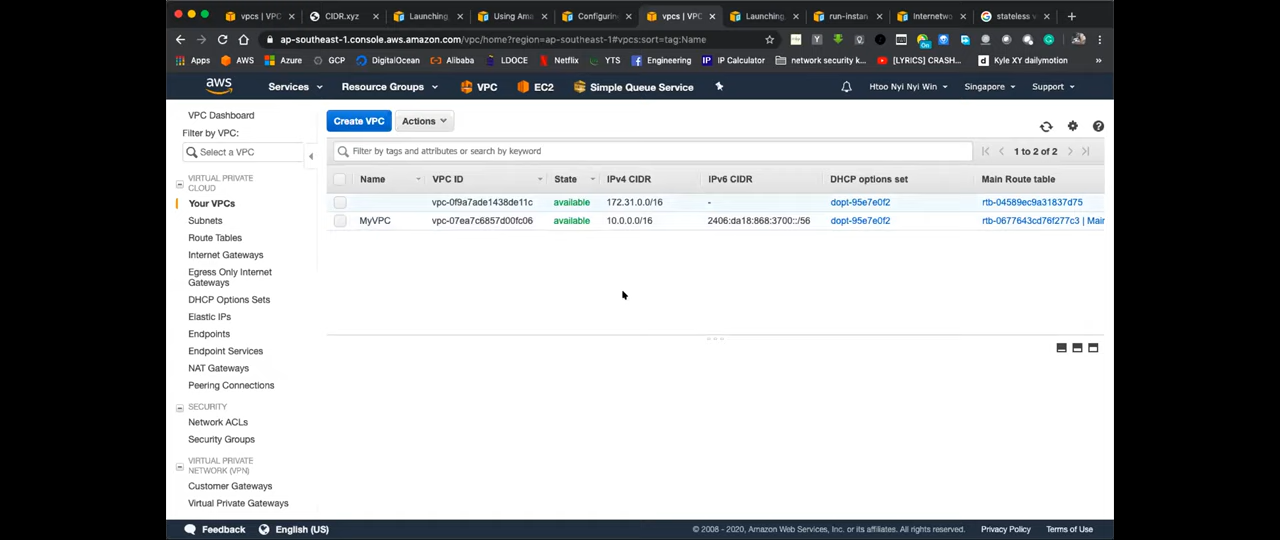 vpcs | VPC
CIDR.xyz
Launching
Using Ama
Configurin
vpcs | VPC
Launching
run-instan
Internetwo
stateless v
ap-southeast-1.console.aws.amazon.com/vpc/home?region=ap-southeast-1#vpcs:sort=tag:Name
Apps AWS Azure GCP DigitalOcean Alibaba LDOCE Netflix YTS Engineering IP Calculator network security k... [LYRICS] CRASH... Kyle XY dailymotion »
aws Services Resource Groups VPC EC2 Simple Queue Service Htoo Nyi Nyi Win Singapore Support
VPC Dashboard
Filter by VPC:
Select a VPC
VIRTUAL PRIVATE
CLOUD
Your VPCs
Subnets
Route Tables
Internet Gateways
Egress Only Internet
Gateways
DHCP Options Sets
Elastic IPs
Endpoints
Endpoint Services
NAT Gateways
Peering Connections
SECURITY
Network ACLs
Security Groups
VIRTUAL PRIVATE
NETWORK (VPN)
Customer Gateways
Virtual Private Gateways
Create VPC Actions
Filter by tags and attributes or search by keyword
1 to 2 of 2
Name VPC ID State IPv4 CIDR IPv6 CIDR DHCP options set Main Route table
vpc-0f9a7ade1438de11c available 172.31.0.0/16 - dopt-95e7e0f2 rtb-04589ec9a31837d75
MyVPC vpc-07ea7c6857d00fc06 available 10.0.0.0/16 2406:da18:868:3700::/56 dopt-95e7e0f2 rtb-0677643cd76f277c3 | Main
Feedback English (US) © 2008 - 2020, Amazon Web Services, Inc. or its affiliates. All rights reserved. Privacy Policy Terms of Use